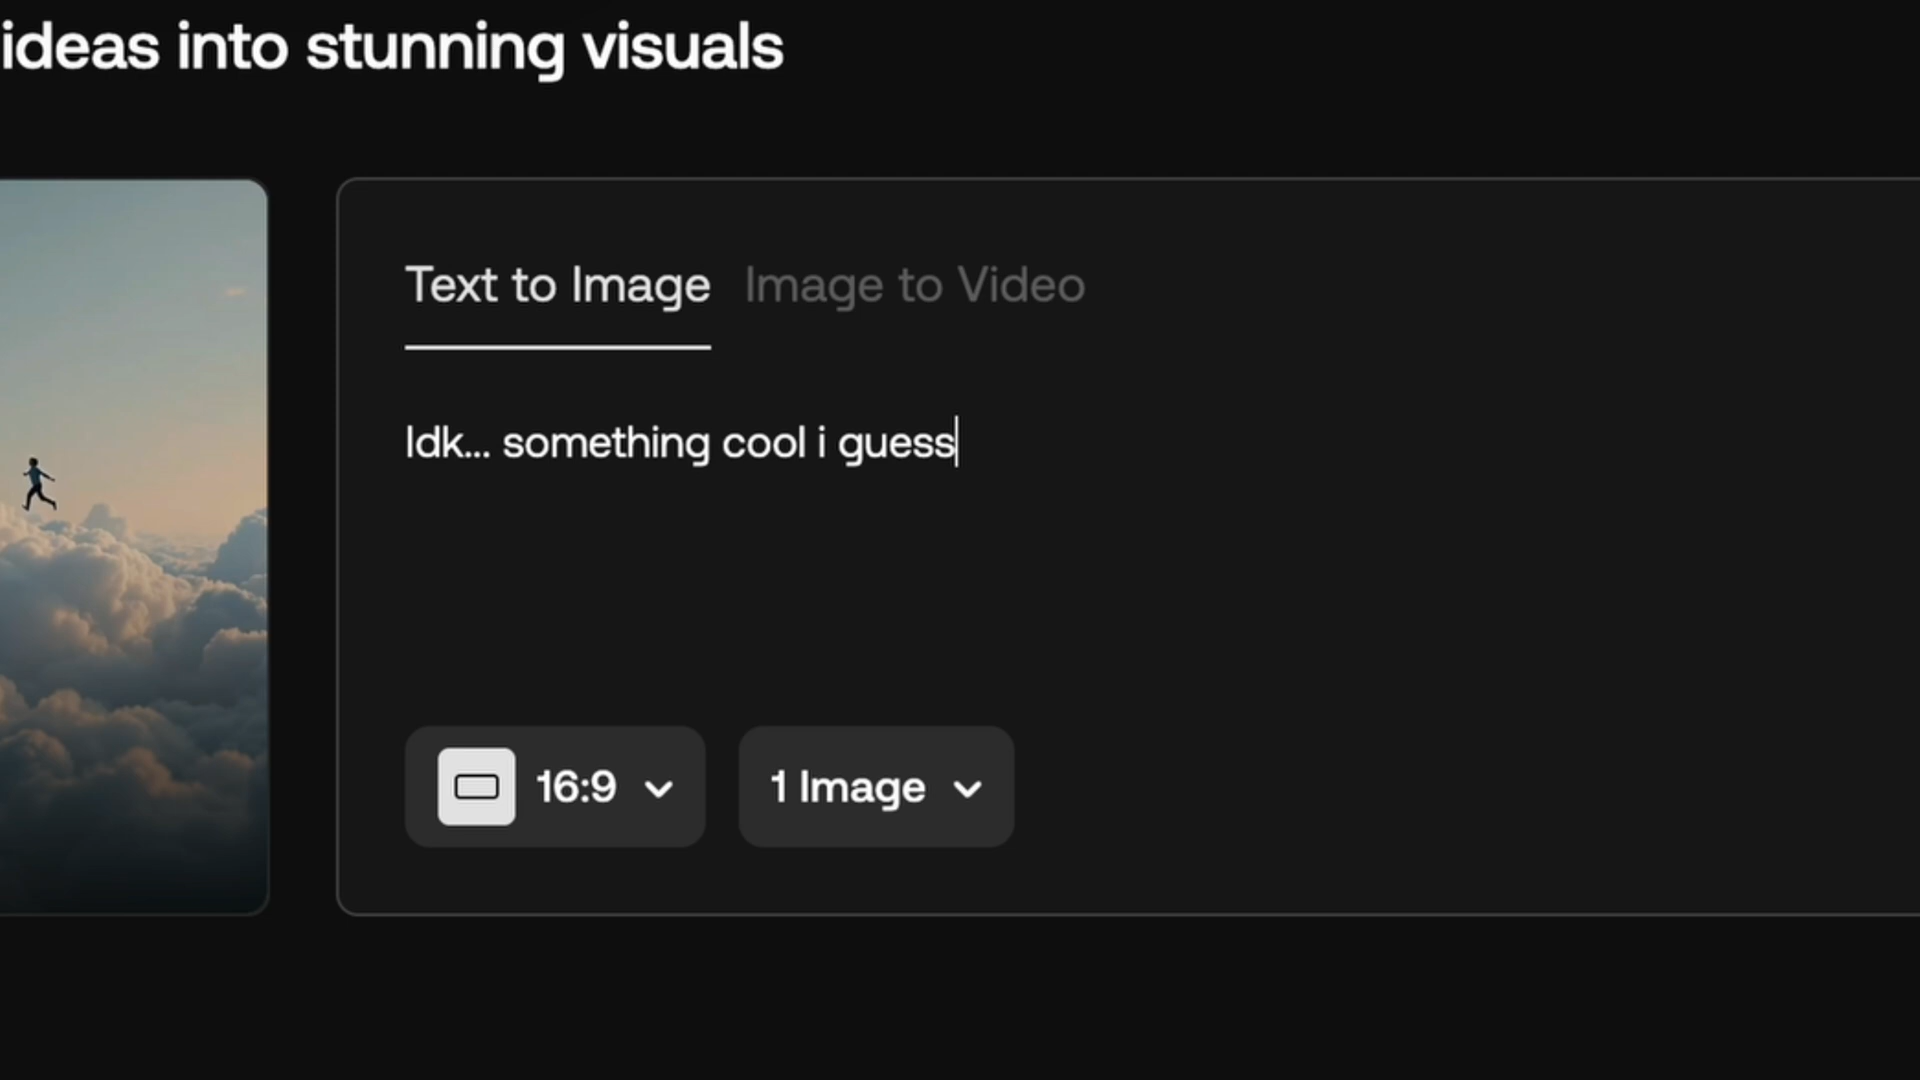 ideas into stunning visuals
Text to Image Image to Video
Idk... something cool i guess
16:9 1 Image